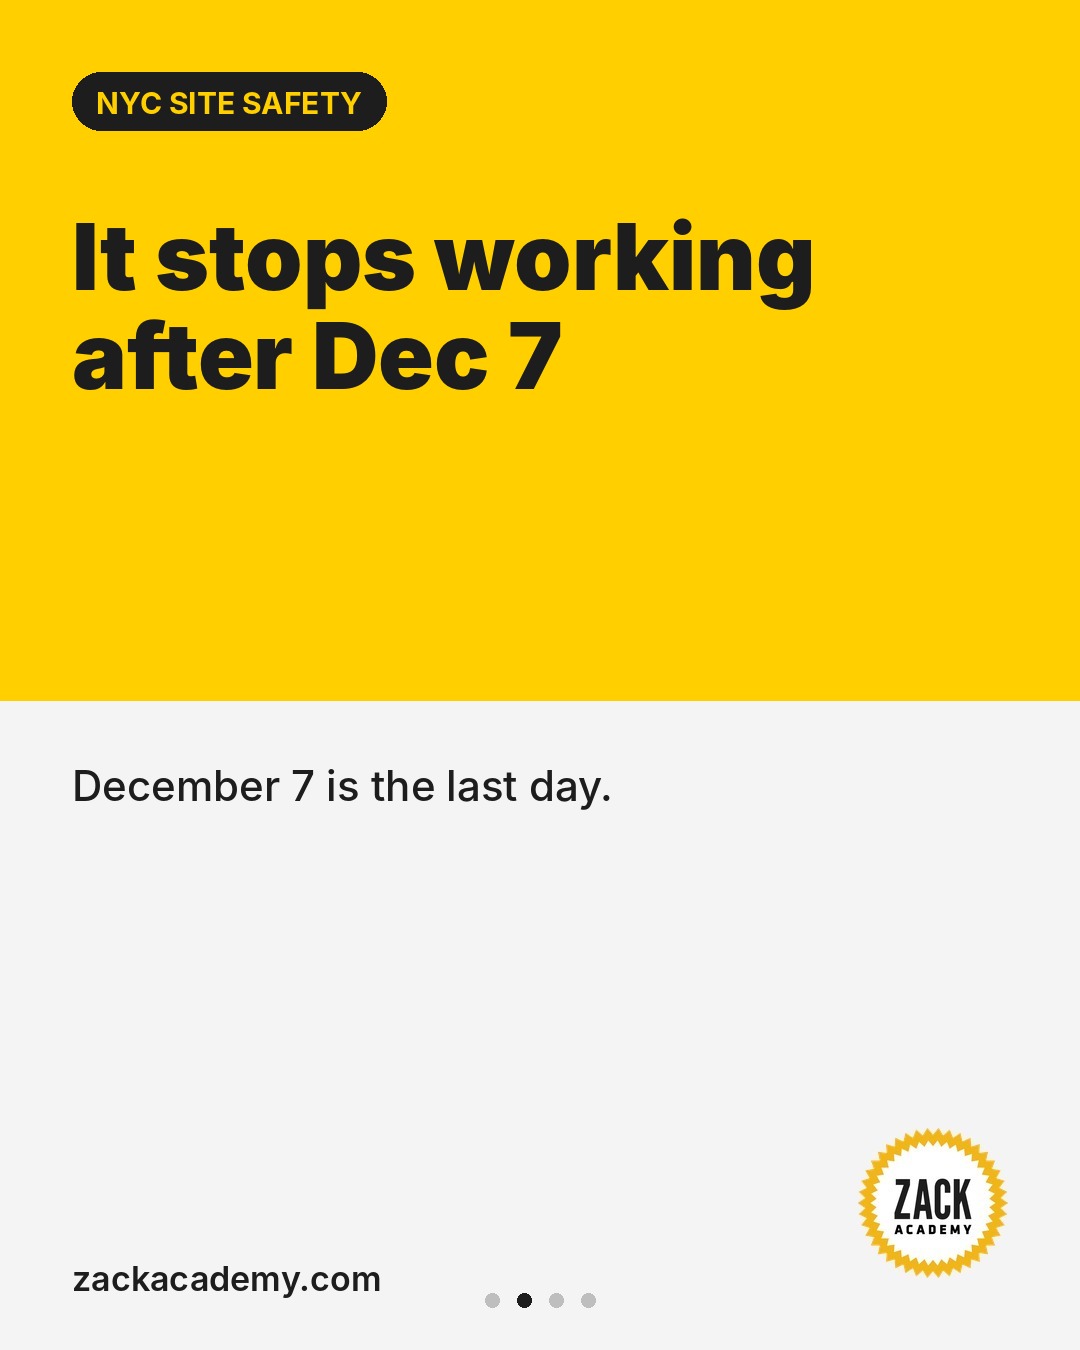 NYC SITE SAFETY
It stops working
after Dec 7
December 7 is the last day.
ZACK
ACADEMY
zackacademy.com